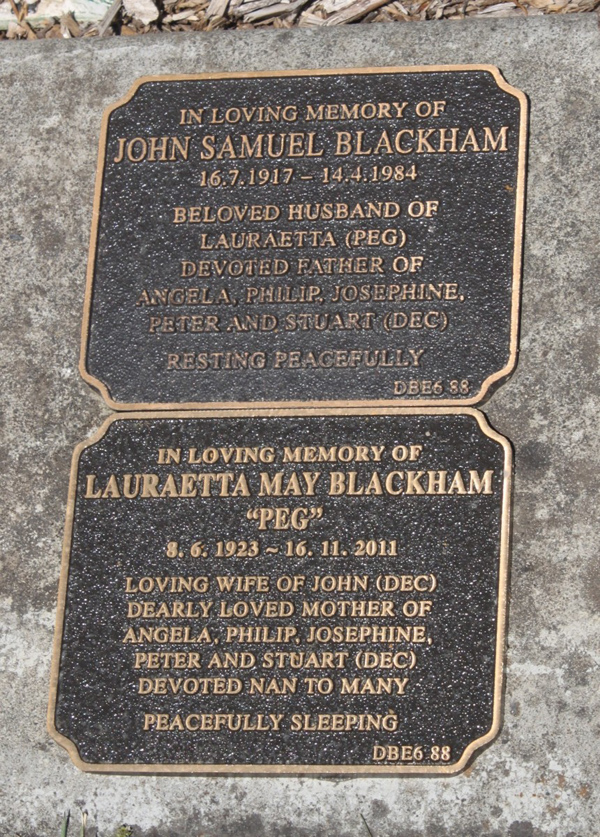 IN LOVING MEMORY OF
JOHN SAMUEL BLACKHAM
16.7.1917 – 14.4.1984
BELOVED HUSBAND OF
LAURAETTA (PEG)
DEVOTED FATHER OF
ANGELA, PHILIP, JOSEPHINE,
PETER AND STUART (DEC)
RESTING PEACEFULLY
DBE6 88
IN LOVING MEMORY OF
LAURAETTA MAY BLACKHAM
“PEG”
8. 6. 1923 ~ 16. 11. 2011
LOVING WIFE OF JOHN (DEC)
DEARLY LOVED MOTHER OF
ANGELA, PHILIP, JOSEPHINE,
PETER AND STUART (DEC)
DEVOTED NAN TO MANY
PEACEFULLY SLEEPING
DBE6 88